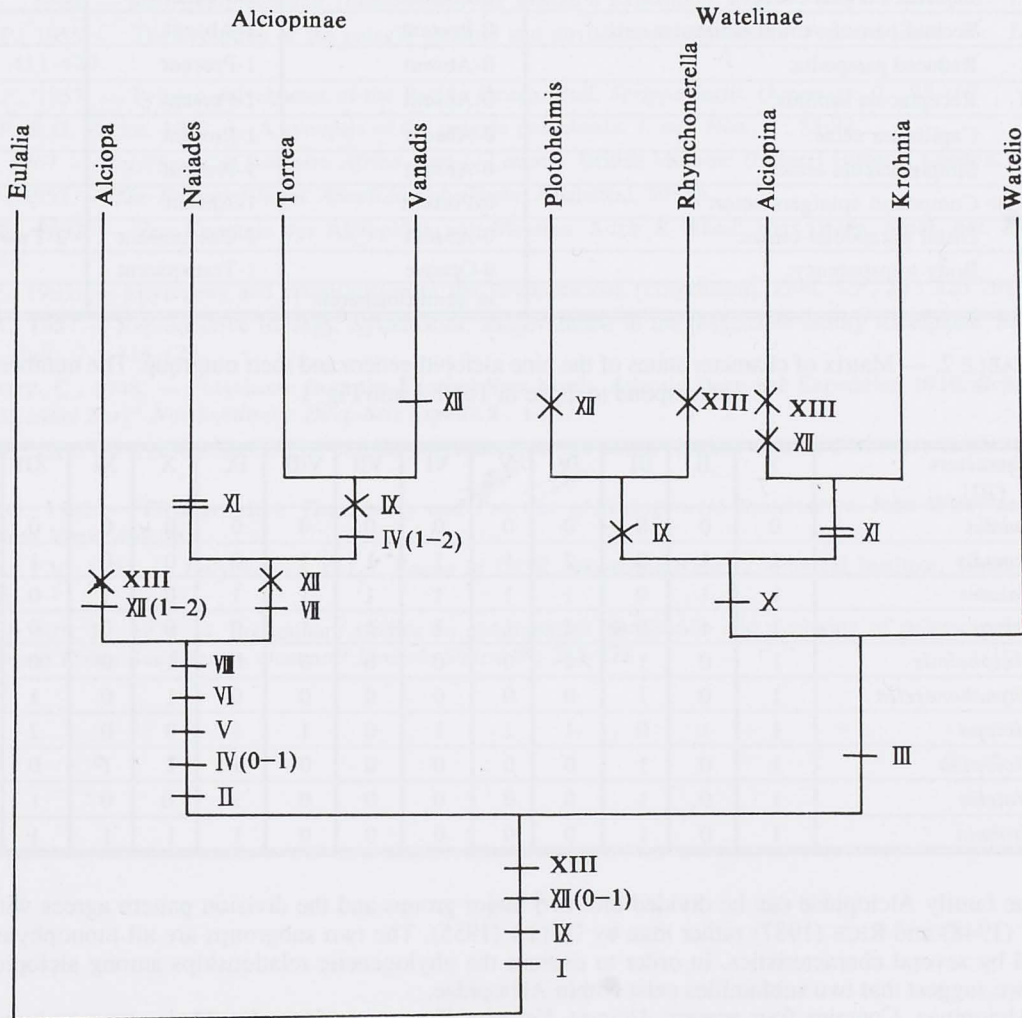 Alciopinae Watelinae
Eulalia
Alciopa
Naiades
Torrea
Vanadis
Plotohelmis
Rhynchonerella
Alciopina
Krohnia
Watelio
XII XII XIII XIII
XII
XI IX IX XI
IV(1-2)
XIII XII
XII(1-2) VII X
VIII
VI
V
IV(0-1) III
II
XIII
XII(0-1)
IX
I